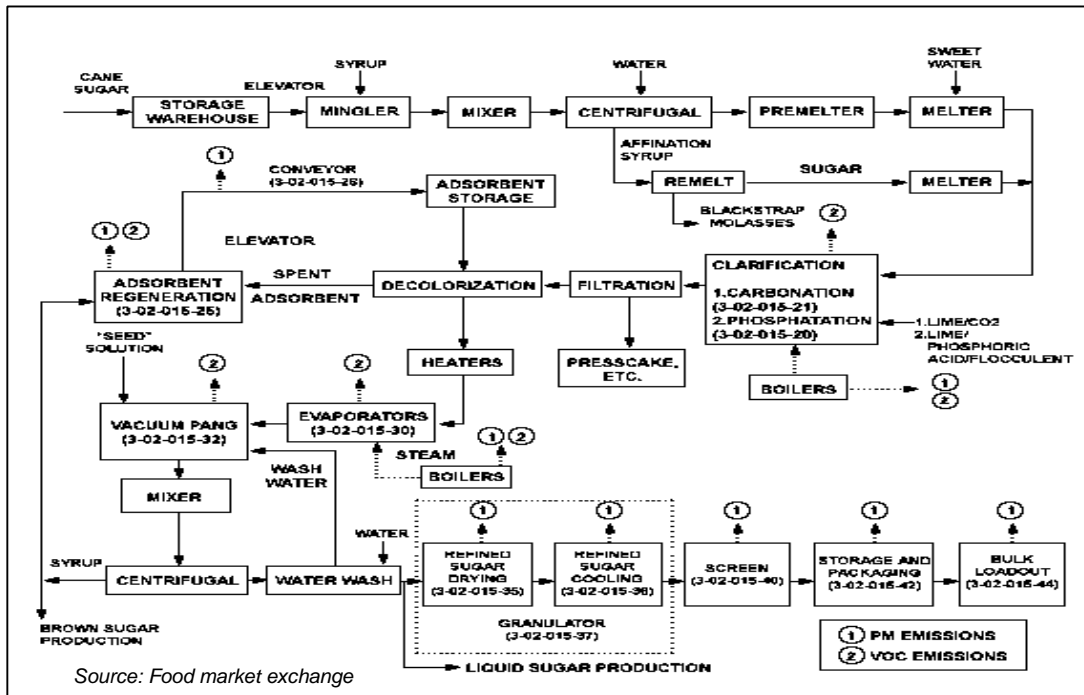 SWEET
SYRUP
WATER
WATER
CANE
SUGAR
ELEVATOR
STORAGE
WAREHOUSE
MINGLER
MIXER
CENTRIFUGAL
PREMELTER
MELTER
AFFINATION
SYRUP
①
CONVEYOR
(3-02-015-26)
ADSORBENT
STORAGE
REMELT
SUGAR
MELTER
BLACKSTRAP
MOLASSES
②
① ②
ELEVATOR
CLARIFICATION
1.CARBONATION
(3-02-015-21)
2.PHOSPHATATION
(3-02-015-20)
ADSORBENT
REGENERATION
(3-02-015-25)
SPENT
ADSORBENT
DECOLORIZATION
FILTRATION
1.LIME/CO2
2.LIME/
PHOSPHORIC
ACID/FLOCCULENT
"SEED"
SOLUTION
HEATERS
PRESSCAKE,
ETC.
BOILERS
①
②
②
②
VACUUM PANG
(3-02-015-32)
EVAPORATORS
(3-02-015-30)
① ②
STEAM
BOILERS
WASH
WATER
MIXER
WATER
①
①
①
①
①
SYRUP
CENTRIFUGAL
WATER WASH
REFINED
SUGAR
DRYING
(3-02-015-35)
REFINED
SUGAR
COOLING
(3-02-015-36)
SCREEN
(3-02-015-40)
STORAGE AND
PACKAGING
(3-02-015-42)
BULK
LOADOUT
(3-02-015-44)
GRANULATOR
(3-02-015-37)
BROWN SUGAR
PRODUCTION
LIQUID SUGAR PRODUCTION
① PM EMISSIONS
② VOC EMISSIONS
Source: Food market exchange